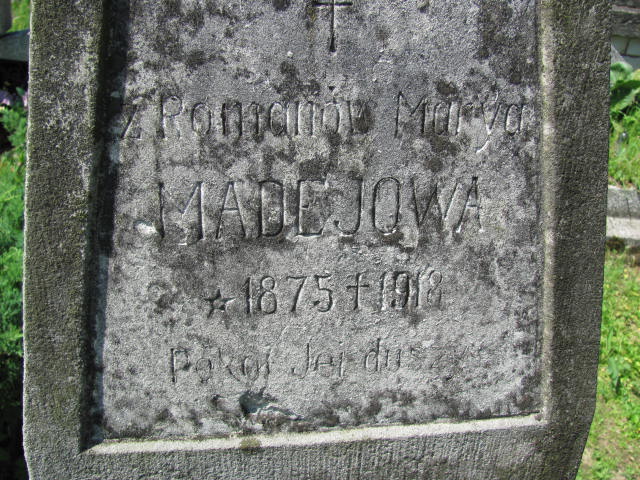 z Romanów Marya
MADEJOWA
* 1875 † 1918
Pokój Jej duszy